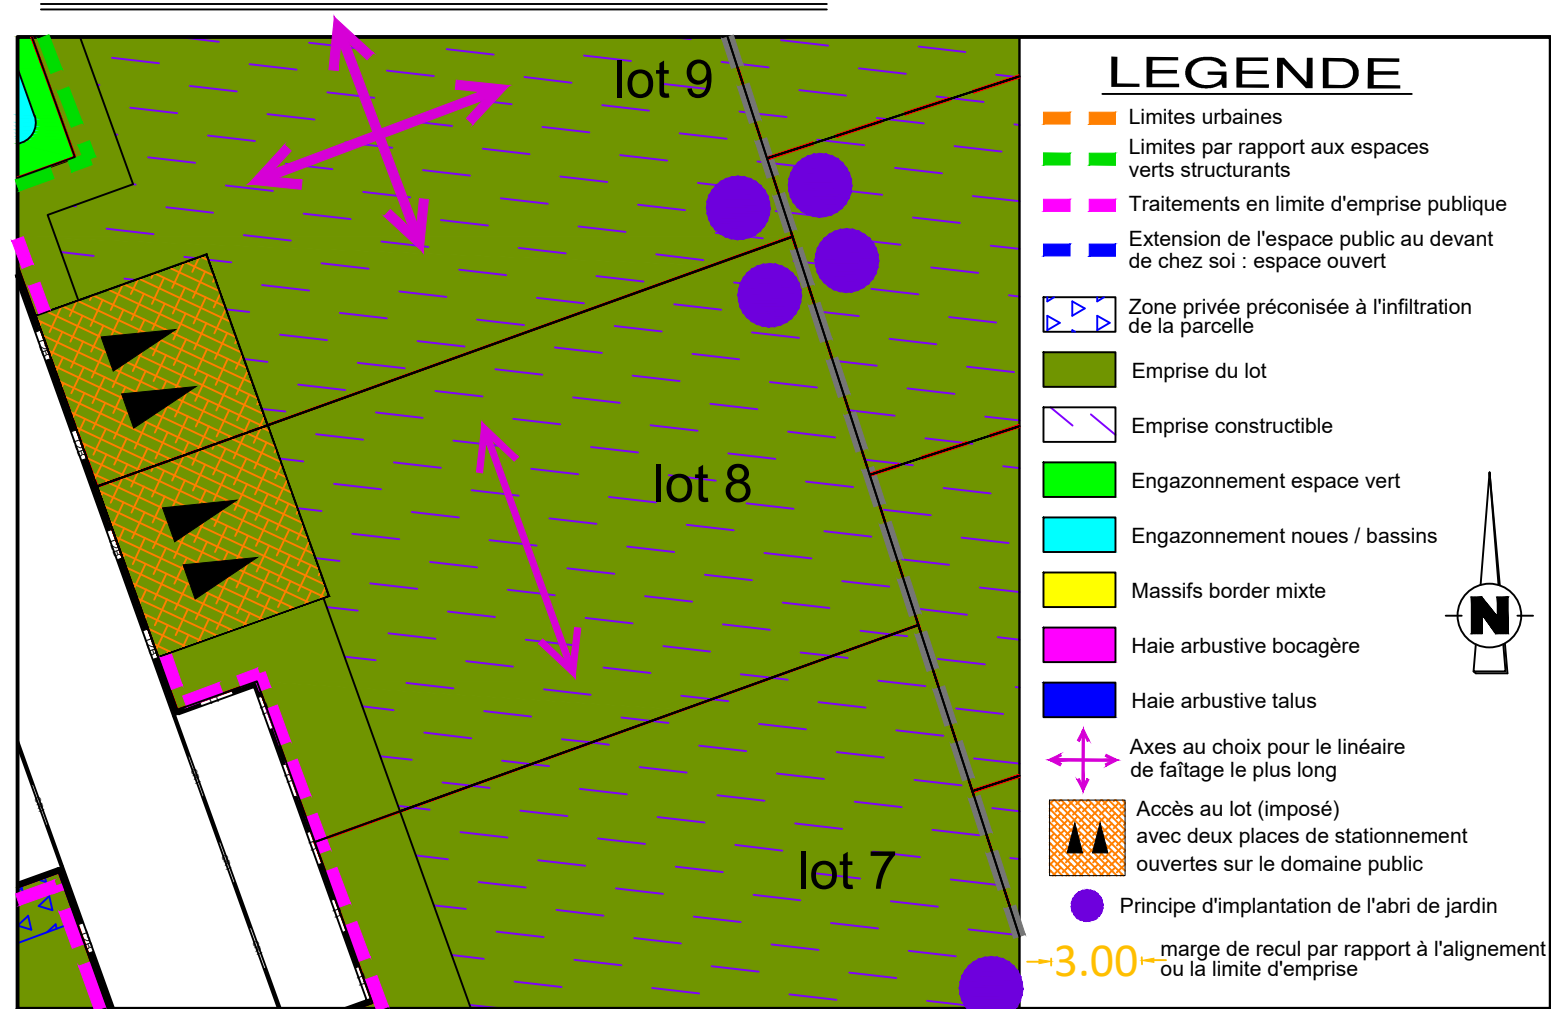 lot 9
lot 8
lot 7
LEGENDE
Limites urbaines
Limites par rapport aux espaces
verts structurants
Traitements en limite d'emprise publique
Extension de l'espace public au devant
de chez soi : espace ouvert
Zone privée préconisée à l'infiltration
de la parcelle
Emprise du lot
Emprise constructible
Engazonnement espace vert
Engazonnement noues / bassins
Massifs border mixte
Haie arbustive bocagère
Haie arbustive talus
Axes au choix pour le linéaire
de faîtage le plus long
Accès au lot (imposé)
avec deux places de stationnement
ouvertes sur le domaine public
Principe d'implantation de l'abri de jardin
3.00
marge de recul par rapport à l'alignement
ou la limite d'emprise
N